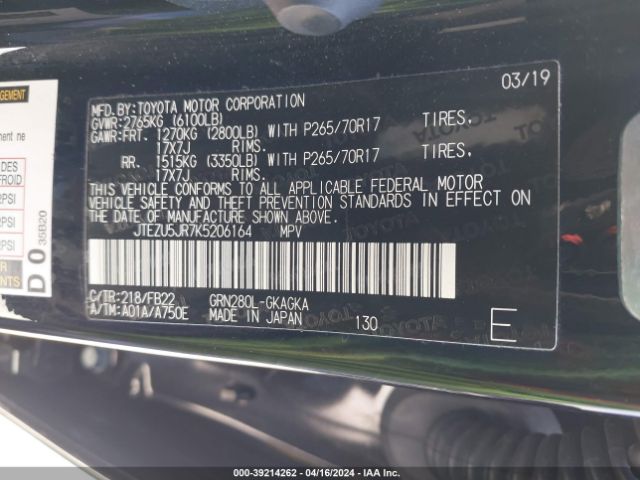 03/19
MFD.BY:TOYOTA MOTOR CORPORATION
GVWR:2765KG (6100LB)
GAWR:FRT. 1270KG (2800LB) WITH P265/70R17 TIRES,
17X7J RIMS.
RR. 1515KG (3350LB) WITH P265/70R17 TIRES,
17X7J RIMS.
THIS VEHICLE CONFORMS TO ALL APPLICABLE FEDERAL MOTOR
VEHICLE SAFETY AND THEFT PREVENTION STANDARDS IN EFFECT ON
THE DATE OF MANUFACTURE SHOWN ABOVE.
JTEZU5JR7K5206164 MPV
C/TR:218/FB22 GRN280L-GKAGKA
A/TM:A01A/A750E MADE IN JAPAN 130 E
D0 35B20
000-39214262 - 04/16/2024 - IAA Inc.